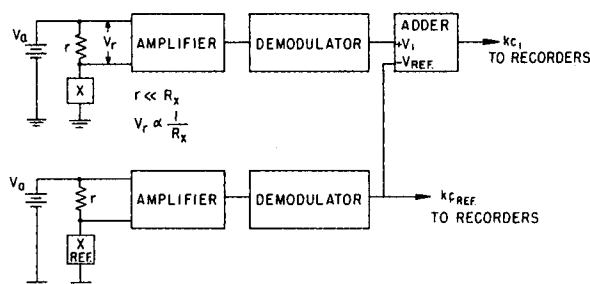 Va
r
Vr
X
AMPLIFIER
DEMODULATOR
ADDER
+V₁
−VREF.
kc₁
TO RECORDERS
r ≪ Rx
Vr ∝ 1/Rx
Va
r
X
REF.
AMPLIFIER
DEMODULATOR
kcREF.
TO RECORDERS